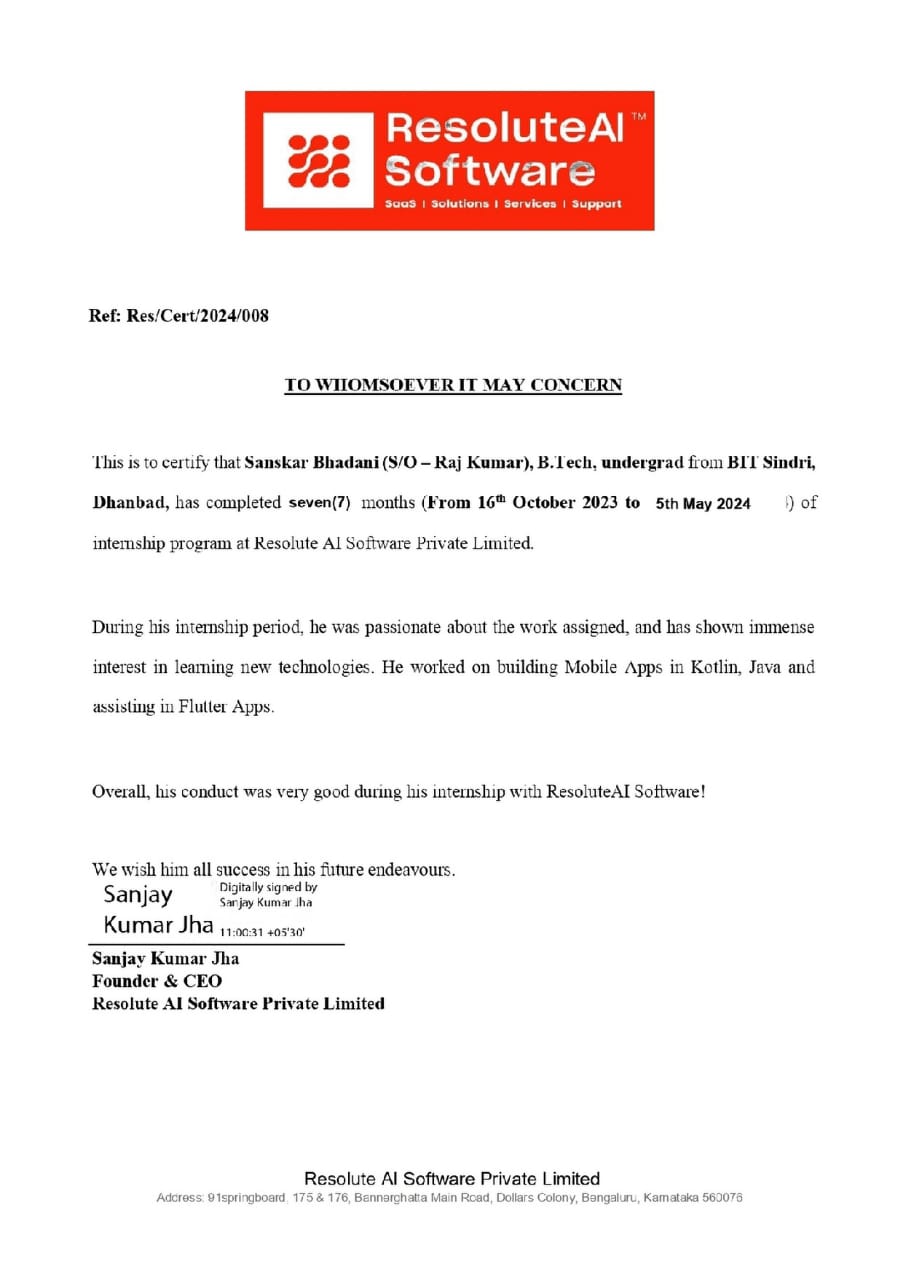 ResoluteAI™
Software
SaaS | Solutions | Services | Support
Ref: Res/Cert/2024/008
TO WHOMSOEVER IT MAY CONCERN
This is to certify that Sanskar Bhadani (S/O – Raj Kumar), B.Tech, undergrad from BIT Sindri,
Dhanbad, has completed seven(7) months (From 16th October 2023 to 5th May 2024 ) of
internship program at Resolute AI Software Private Limited.
During his internship period, he was passionate about the work assigned, and has shown immense
interest in learning new technologies. He worked on building Mobile Apps in Kotlin, Java and
assisting in Flutter Apps.
Overall, his conduct was very good during his internship with ResoluteAI Software!
We wish him all success in his future endeavours.
Sanjay
Kumar Jha
Digitally signed by
Sanjay Kumar Jha
11:00:31 +05'30'
Sanjay Kumar Jha
Founder & CEO
Resolute AI Software Private Limited
Resolute AI Software Private Limited
Address: 91springboard, 175 & 176, Bannerghatta Main Road, Dollars Colony, Bengaluru, Karnataka 560076